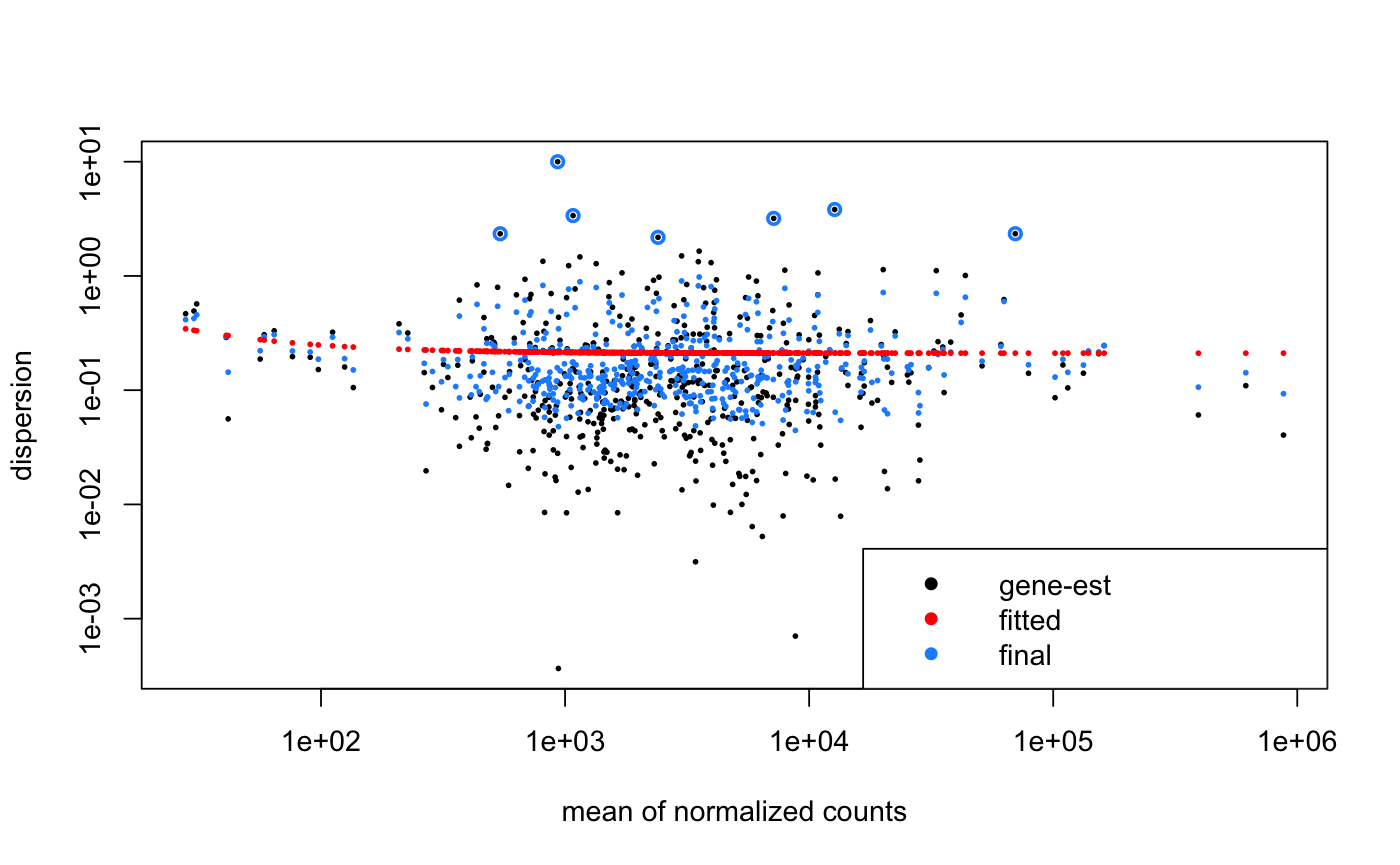 1e+01
1e+00
1e-01
1e-02
1e-03
dispersion
gene-est
fitted
final
1e+02
1e+03
1e+04
1e+05
1e+06
mean of normalized counts